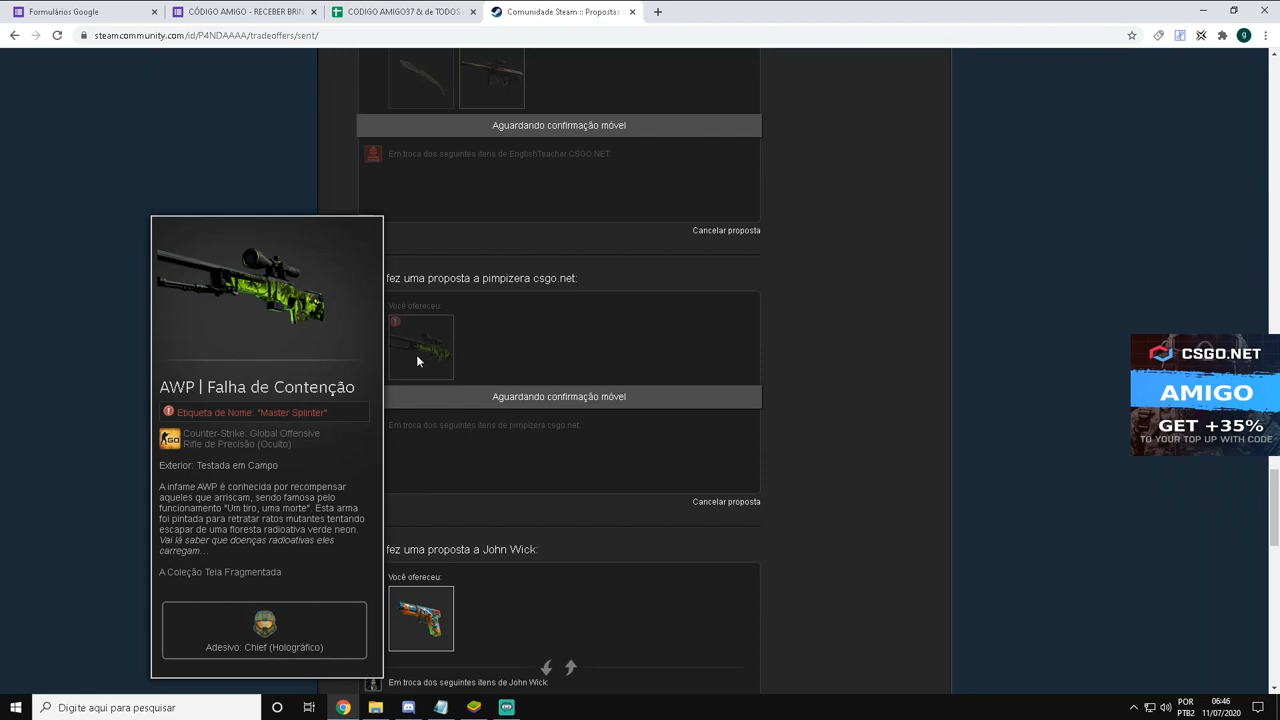 Formulários Google
CÓDIGO AMIGO - RECEBER BRIN
CODIGO AMIGO37 & de TODOS
Comunidade Steam :: Propostas
steamcommunity.com/id/P4NDAAAA/tradeoffers/sent/
Aguardando confirmação móvel
Em troca dos seguintes itens de EnglishTeacher CSGO.NET
Cancelar proposta
fez uma proposta a pimpizera csgo.net:
Você ofereceu:
Aguardando confirmação móvel
Em troca dos seguintes itens de pimpizera csgo.net
Cancelar proposta
fez uma proposta a John Wick:
Você ofereceu:
Em troca dos seguintes itens de John Wick:
AWP | Falha de Contenção
Etiqueta de Nome: "Master Splinter"
GO
Counter-Strike: Global Offensive
Rifle de Precisão (Oculto)
Exterior: Testada em Campo
A infame AWP é conhecida por recompensar
aqueles que arriscam, sendo famosa pelo
funcionamento "Um tiro, uma morte". Esta arma
foi pintada para retratar ratos mutantes tentando
escapar de uma floresta radioativa verde neon.
Vai lá saber que doenças radioativas eles
carregam…
A Coleção Teia Fragmentada
Adesivo: Chief (Holográfico)
CSGO.NET
AMIGO
GET +35%
TO YOUR TOP UP WITH CODE
Digite aqui para pesquisar
POR
PTB2
06:46
11/07/2020